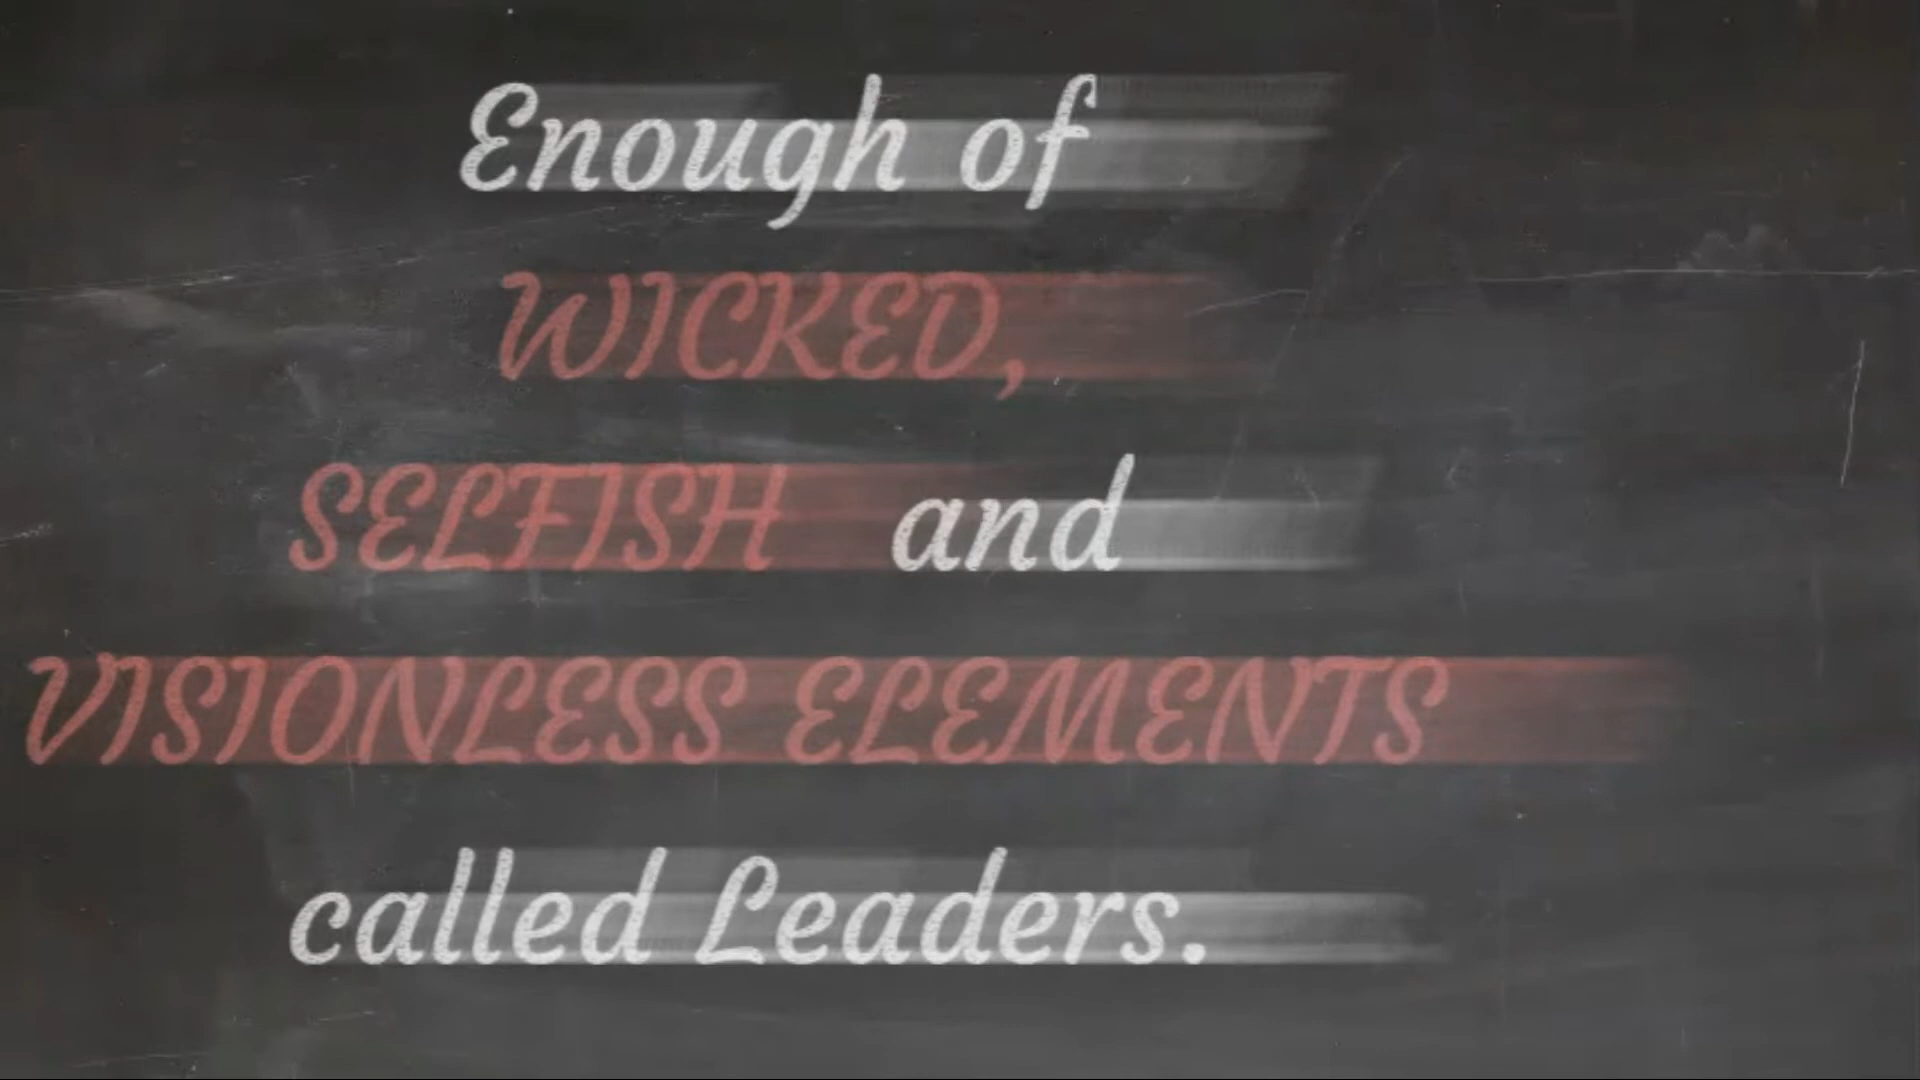 Enough of
WICKED,
SELFISH and
VISIONLESS ELEMENTS
called Leaders.